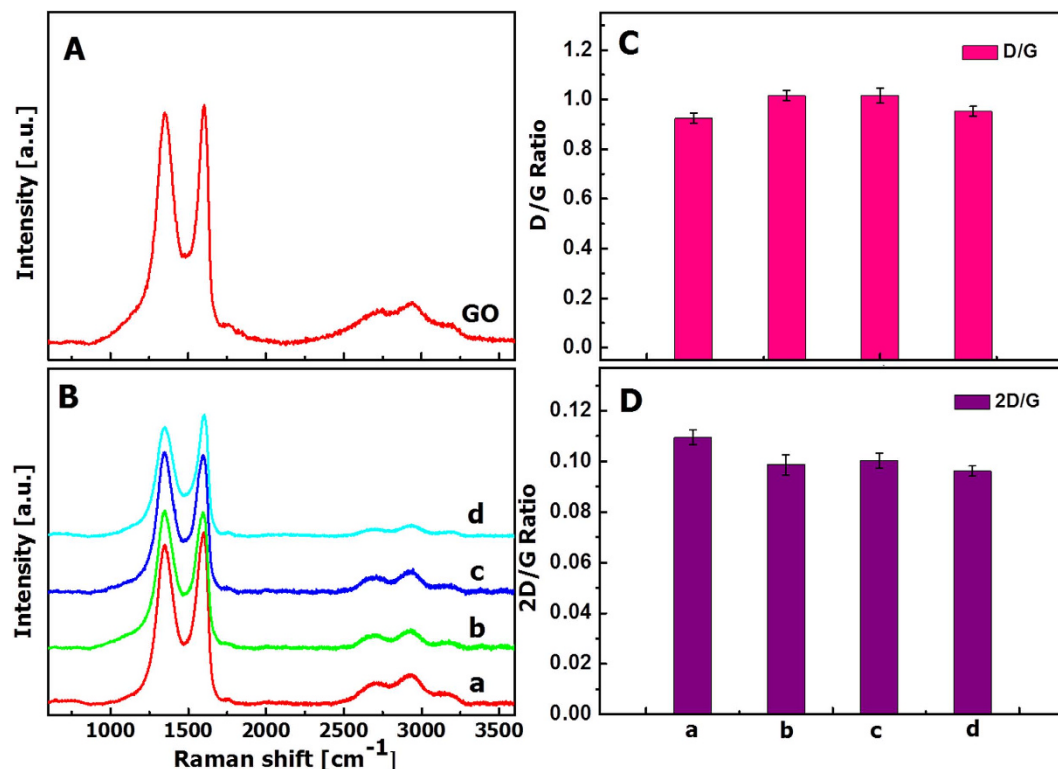 A
Intensity [a.u.]
GO
B
Intensity [a.u.]
d
c
b
a
1000 1500 2000 2500 3000 3500
Raman shift [cm-1]
C
D/G
1.2
1.0
0.8
0.6
0.4
0.2
0.0
D/G Ratio
D
2D/G
0.12
0.10
0.08
0.06
0.04
0.02
0.00
2D/G Ratio
a b c d